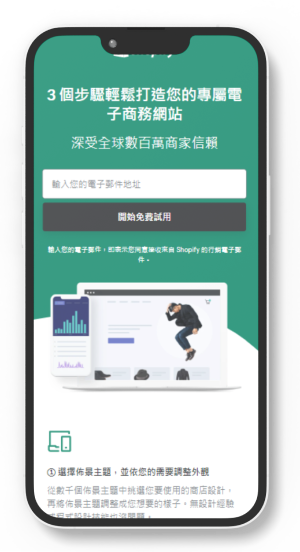 3 個步驟輕鬆打造您的專屬電
子商務網站
深受全球數百萬商家信賴
輸入您的電子郵件地址
開始免費試用
輸入您的電子郵件，即表示您同意接收來自 Shopify 的行銷電子郵
件。
① 選擇佈景主題，並依您的需要調整外觀
從數千個佈景主題中挑選您要使用的商店設計，
再將佈景主題調整成您想要的樣子。無設計經驗